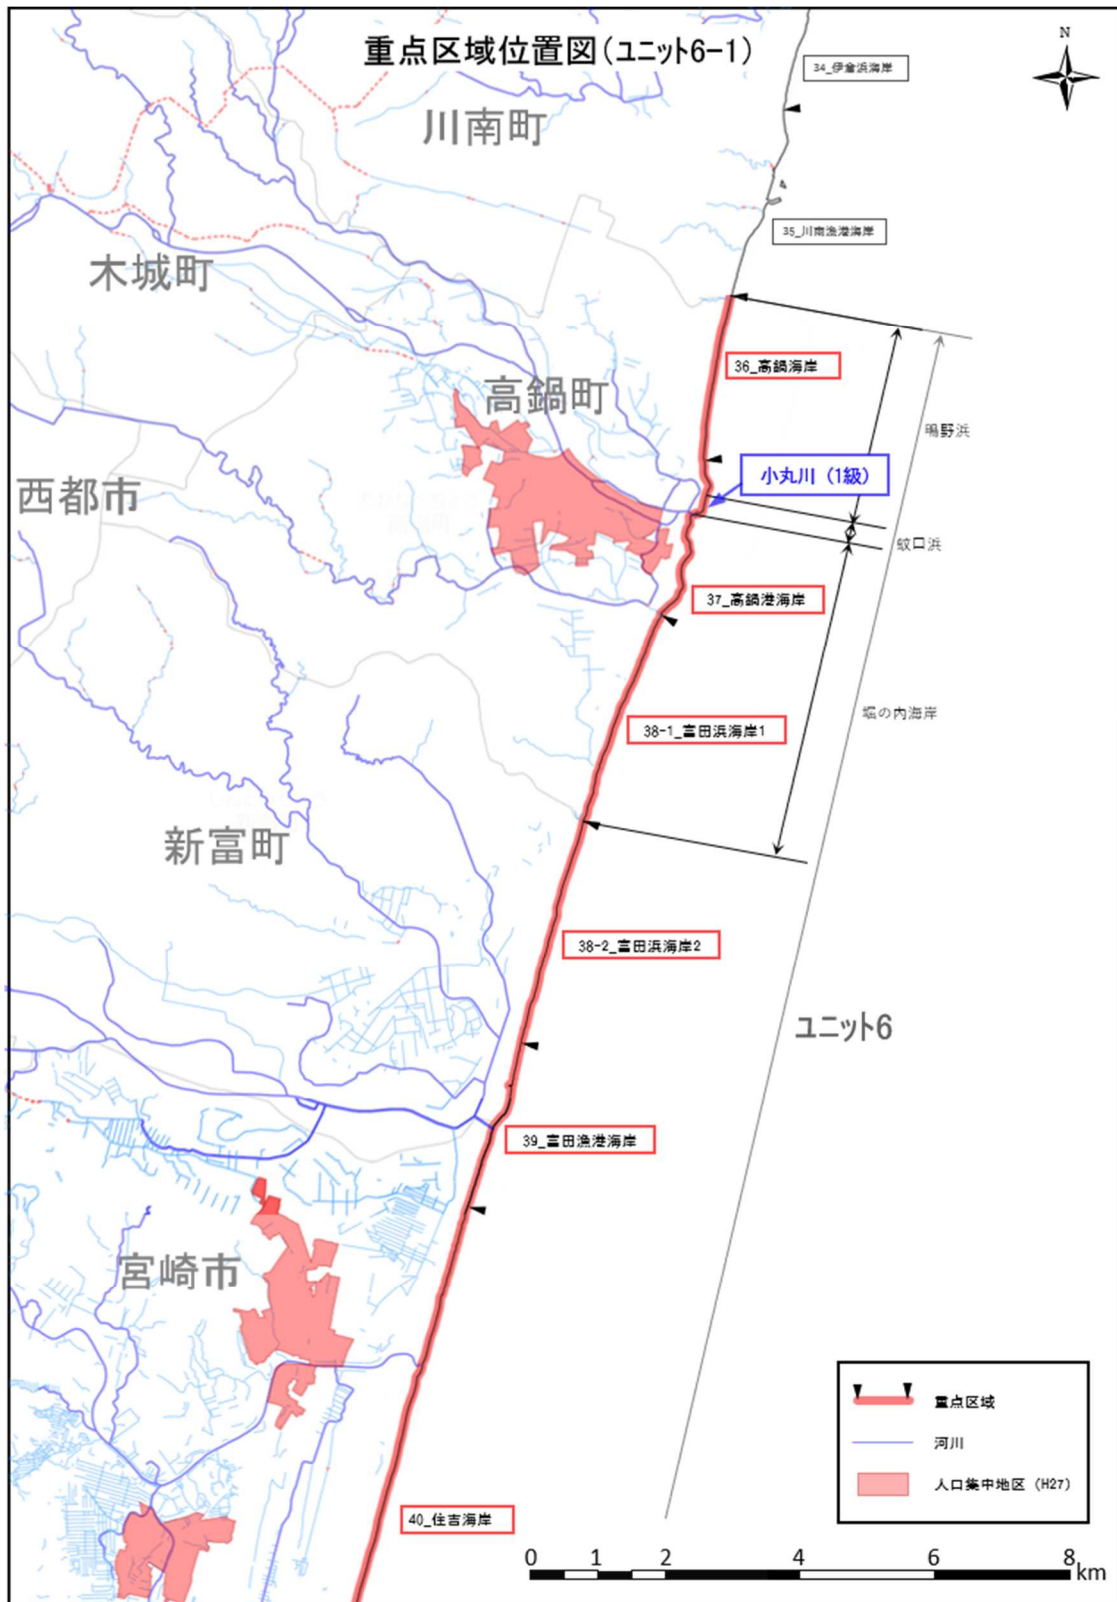 重点区域位置図(ユニット6-1)
N
34_伊倉浜海岸
川南町
35_川南漁港海岸
木城町
36_高鍋海岸
高鍋町
鴫野浜
小丸川（1級）
西都市
蚊口浜
37_高鍋港海岸
堀の内海岸
38-1_富田浜海岸1
新富町
38-2_富田浜海岸2
ユニット6
39_富田漁港海岸
宮崎市
重点区域
河川
人口集中地区（H27）
40_住吉海岸
0 1 2 4 6 8 km